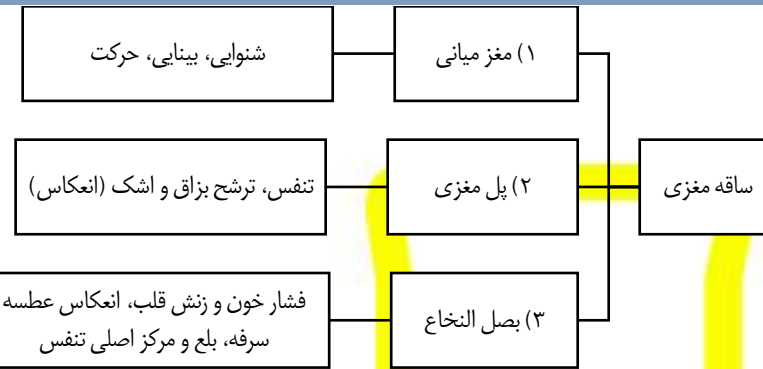 ساقه مغزی
۱) مغز میانی
شنوایی، بینایی، حرکت
۲) پل مغزی
تنفس، ترشح بزاق و اشک (انعکاس)
۳) بصل النخاع
فشار خون و زنش قلب، انعکاس عطسه
سرفه، بلع و مرکز اصلی تنفس